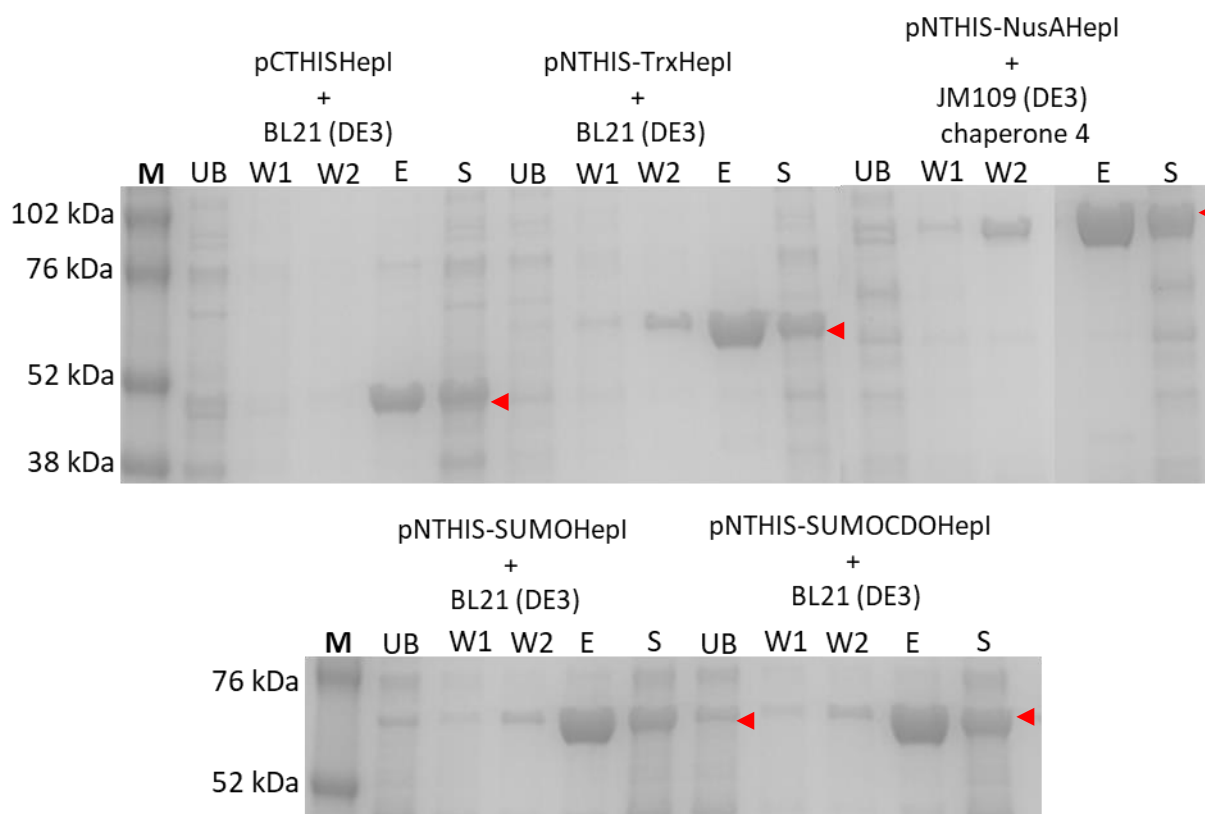 pCTHISHepI
+
BL21 (DE3)
pNTHIS-TrxHepI
+
BL21 (DE3)
pNTHIS-NusAHepI
+
JM109 (DE3)
chaperone 4
M UB W1 W2 E S UB W1 W2 E S UB W1 W2 E S
102 kDa
76 kDa
52 kDa
38 kDa
pNTHIS-SUMOHepI
+
BL21 (DE3)
pNTHIS-SUMOCDOHepI
+
BL21 (DE3)
M UB W1 W2 E S UB W1 W2 E S
76 kDa
52 kDa